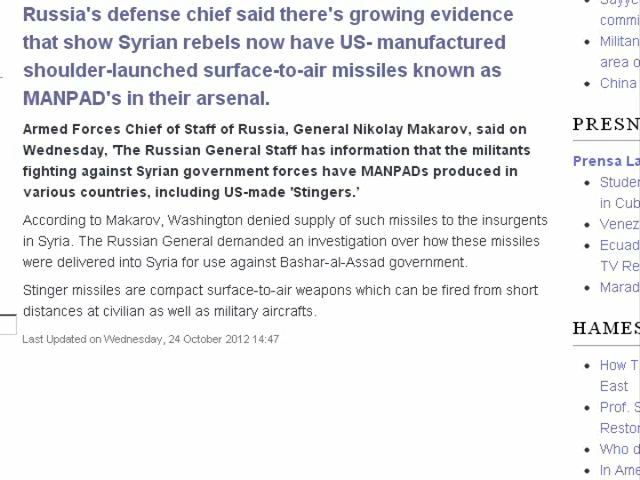 Russia's defense chief said there's growing evidence
that show Syrian rebels now have US- manufactured
shoulder-launched surface-to-air missiles known as
MANPAD's in their arsenal.
Armed Forces Chief of Staff of Russia, General Nikolay Makarov, said on
Wednesday, 'The Russian General Staff has information that the militants
fighting against Syrian government forces have MANPADs produced in
various countries, including US-made 'Stingers.'
According to Makarov, Washington denied supply of such missiles to the insurgents
in Syria. The Russian General demanded an investigation over how these missiles
were delivered into Syria for use against Bashar-al-Assad government.
Stinger missiles are compact surface-to-air weapons which can be fired from short
distances at civilian as well as military aircrafts.
Last Updated on Wednesday, 24 October 2012 14:47
commi
Militan
area o
China
PRESN
Prensa La
Studen
in Cub
Venez
Ecuad
TV Re
Marad
HAMES
How T
East
Prof. S
Restor
Who d
In Ame